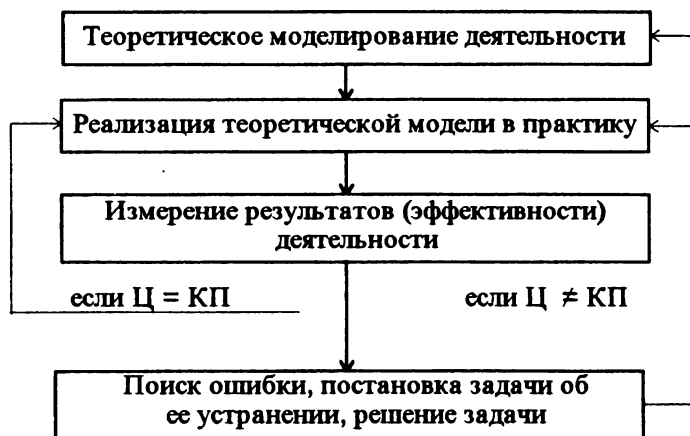 Теоретическое моделирование деятельности
Реализация теоретической модели в практику
Измерение результатов (эффективности)
деятельности
если Ц = КП
если Ц ≠ КП
Поиск ошибки, постановка задачи об
ее устранении, решение задачи